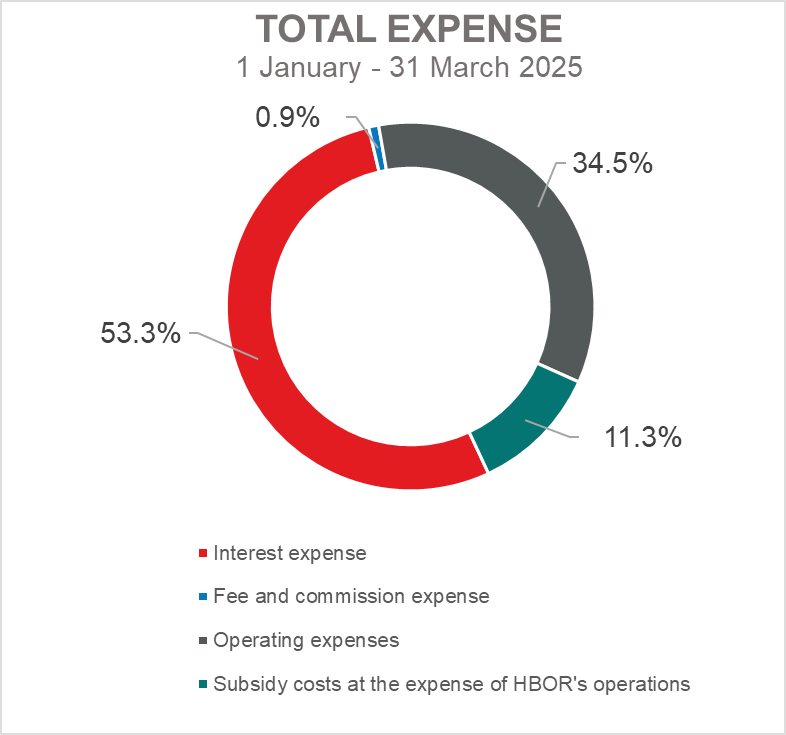 TOTAL EXPENSE
1 January - 31 March 2025
0.9%
34.5%
53.3%
11.3%
Interest expense
Fee and commission expense
Operating expenses
Subsidy costs at the expense of HBOR's operations